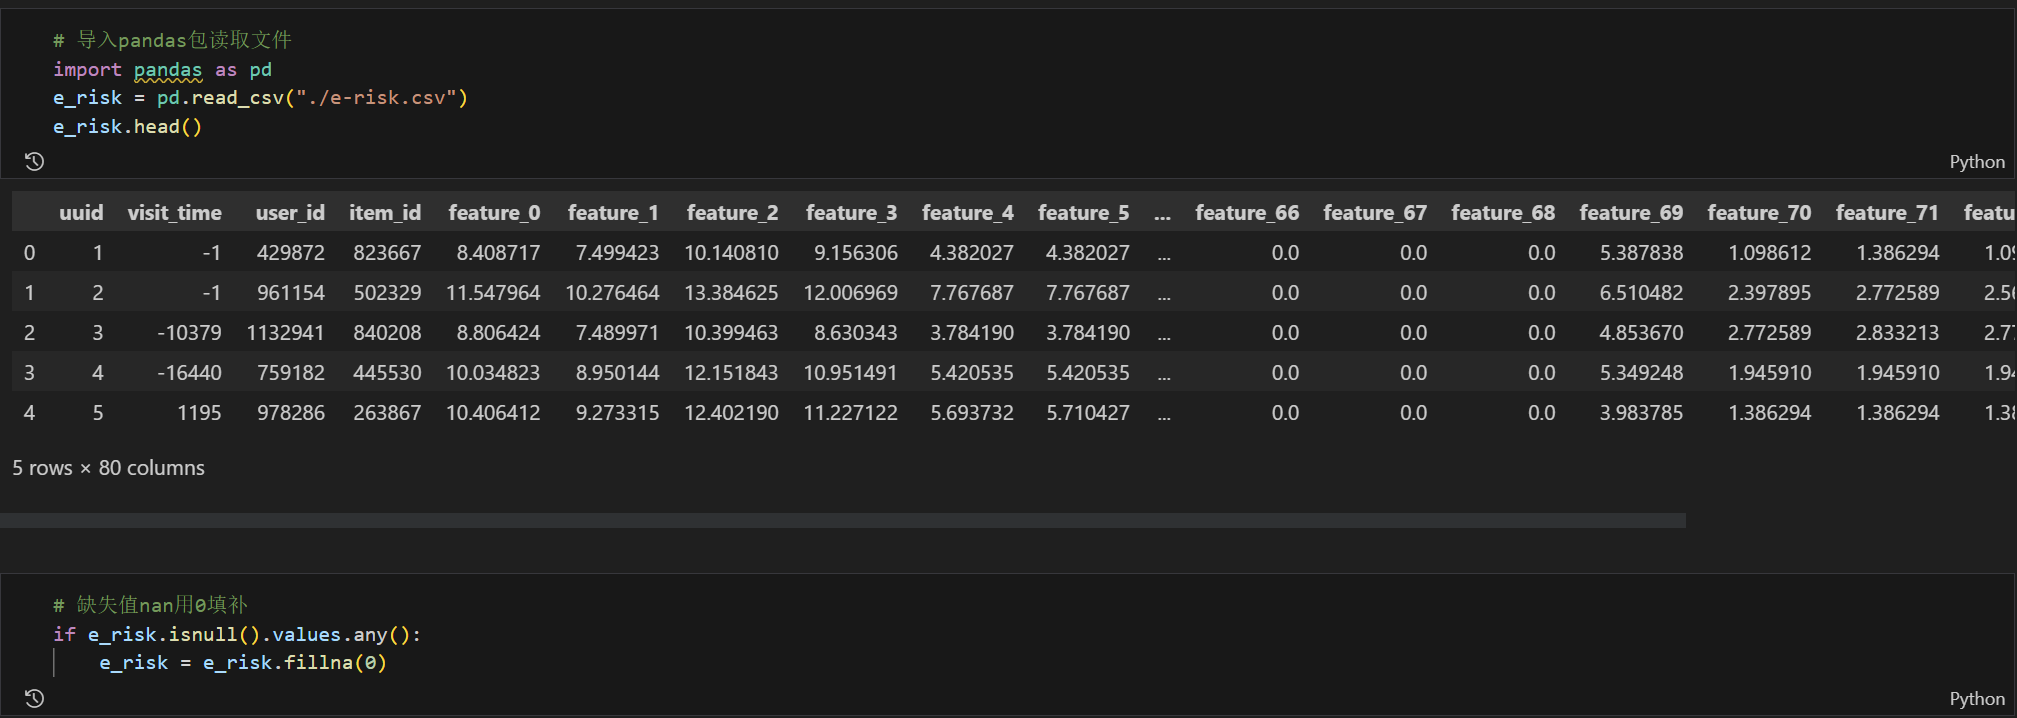 # 导入pandas包读取文件
import pandas as pd
e_risk = pd.read_csv("./e-risk.csv")
e_risk.head()
Python
uuid visit_time user_id item_id feature_0 feature_1 feature_2 feature_3 feature_4 feature_5 ... feature_66 feature_67 feature_68 feature_69 feature_70 feature_71 featu
0 1 -1 429872 823667 8.408717 7.499423 10.140810 9.156306 4.382027 4.382027 ... 0.0 0.0 0.0 5.387838 1.098612 1.386294 1.09
1 2 -1 961154 502329 11.547964 10.276464 13.384625 12.006969 7.767687 7.767687 ... 0.0 0.0 0.0 6.510482 2.397895 2.772589 2.56
2 3 -10379 1132941 840208 8.806424 7.489971 10.399463 8.630343 3.784190 3.784190 ... 0.0 0.0 0.0 4.853670 2.772589 2.833213 2.77
3 4 -16440 759182 445530 10.034823 8.950144 12.151843 10.951491 5.420535 5.420535 ... 0.0 0.0 0.0 5.349248 1.945910 1.945910 1.94
4 5 1195 978286 263867 10.406412 9.273315 12.402190 11.227122 5.693732 5.710427 ... 0.0 0.0 0.0 3.983785 1.386294 1.386294 1.38
5 rows × 80 columns
# 缺失值nan用0填补
if e_risk.isnull().values.any():
    e_risk = e_risk.fillna(0)
Python